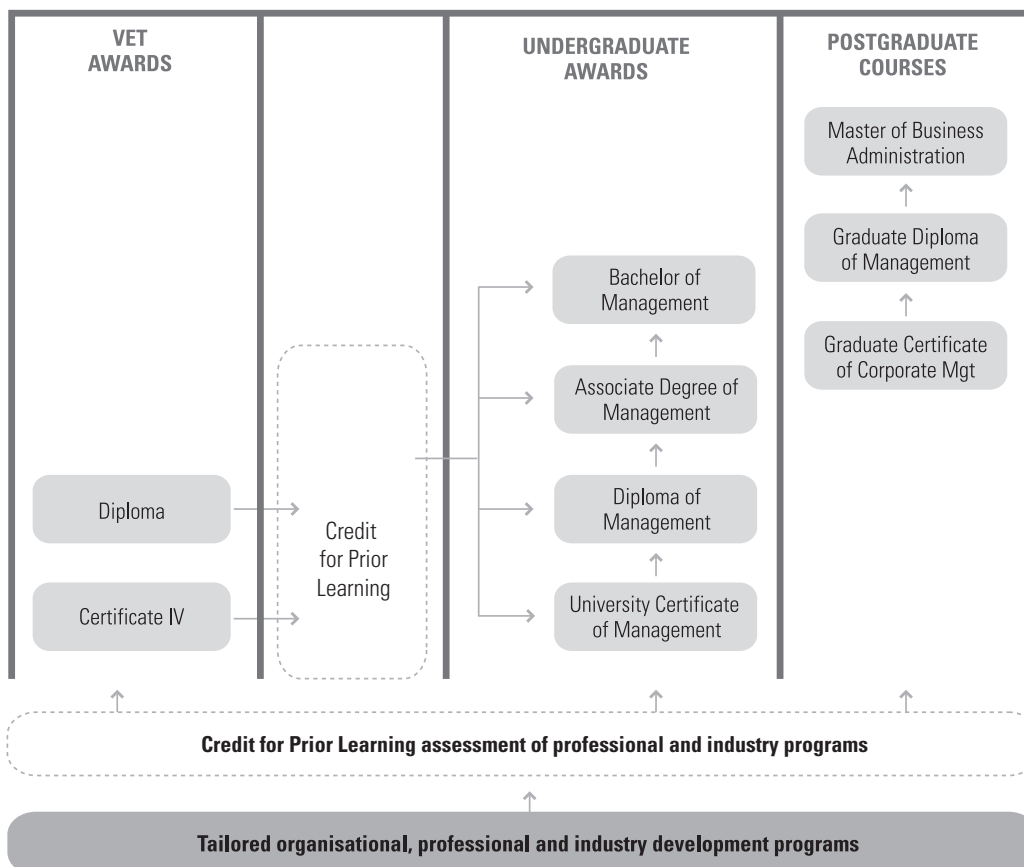 VET
AWARDS
Diploma
Certificate IV
Credit
for Prior
Learning
UNDERGRADUATE
AWARDS
Bachelor of
Management
Associate Degree of
Management
Diploma of
Management
University Certificate
of Management
POSTGRADUATE
COURSES
Master of Business
Administration
Graduate Diploma
of Management
Graduate Certificate
of Corporate Mgt
Credit for Prior Learning assessment of professional and industry programs
Tailored organisational, professional and industry development programs